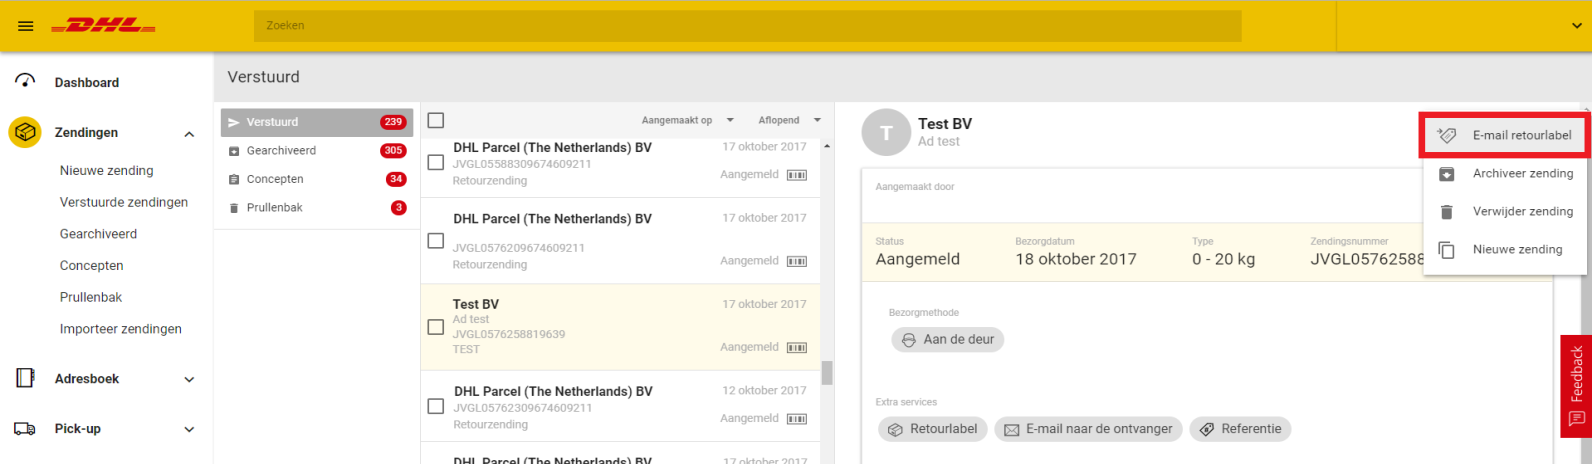 DHL
Zoeken
Dashboard
Zendingen
Nieuwe zending
Verstuurde zendingen
Gearchiveerd
Concepten
Prullenbak
Importeer zendingen
Adresboek
Pick-up
Verstuurd
Verstuurd 239
Gearchiveerd 305
Concepten 34
Prullenbak 3
Aangemaakt op Aflopend
DHL Parcel (The Netherlands) BV 17 oktober 2017
JVGL05588309674609211
Retourzending Aangemeld
DHL Parcel (The Netherlands) BV 17 oktober 2017
JVGL0576209674609211
Retourzending Aangemeld
Test BV 17 oktober 2017
Ad test
JVGL0576258819639
TEST Aangemeld
DHL Parcel (The Netherlands) BV 12 oktober 2017
JVGL05762309674609211
Retourzending Aangemeld
DHL Parcel (The Netherlands) BV 17 oktober 2017
T
Test BV
Ad test
E-mail retourlabel
Archiveer zending
Verwijder zending
Nieuwe zending
Aangemaakt door
Status Bezorgdatum Type Zendingsnummer
Aangemeld 18 oktober 2017 0 - 20 kg JVGL05762588
Bezorgmethode
Aan de deur
Extra services
Retourlabel E-mail naar de ontvanger Referentie
Feedback